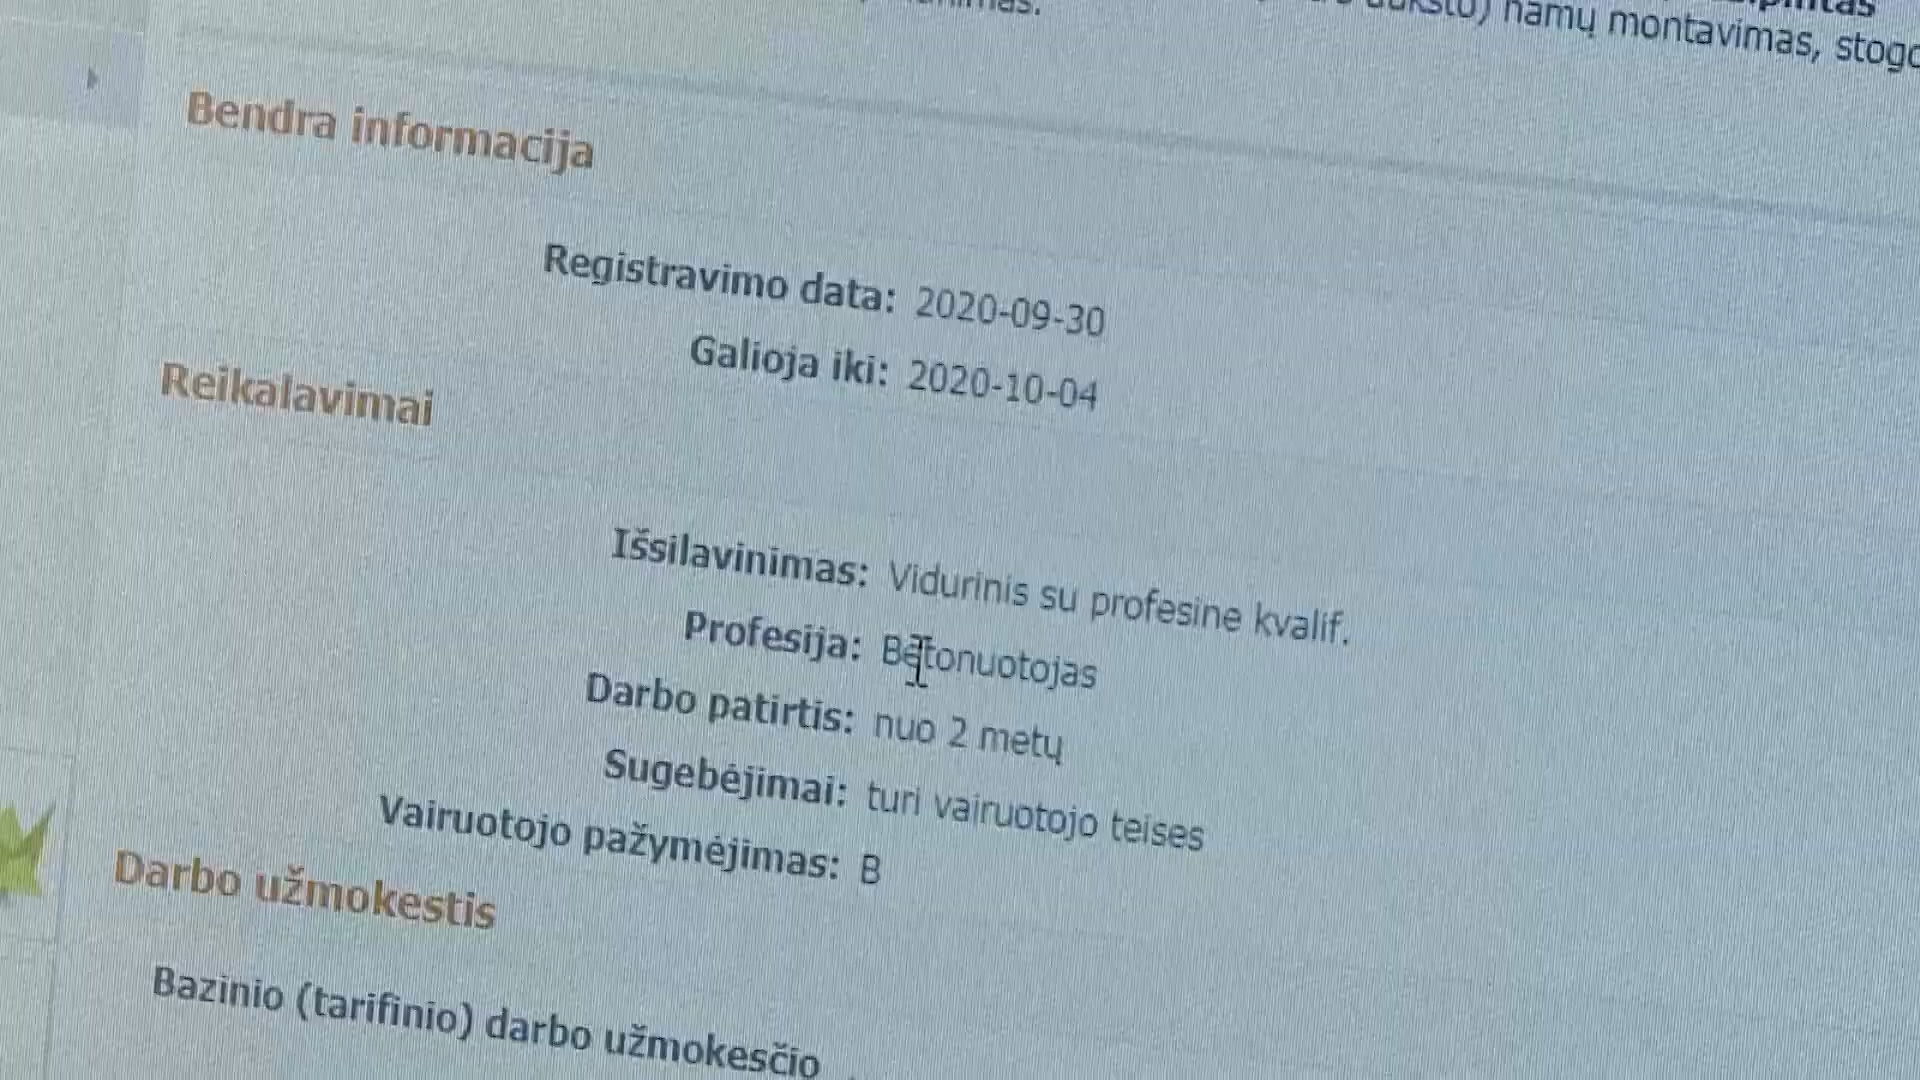 namų montavimas,
Bendra informacija
Registravimo data: 2020-09-30
Galioja iki: 2020-10-04
Reikalavimai
Išsilavinimas: Vidurinis su profesine kvalif.
Profesija: Betonuotojas
Darbo patirtis: nuo 2 metų
Sugebėjimai: turi vairuotojo teises
Vairuotojo pažymėjimas: B
Darbo užmokestis
Bazinio (tarifinio) darbo užmokesčio